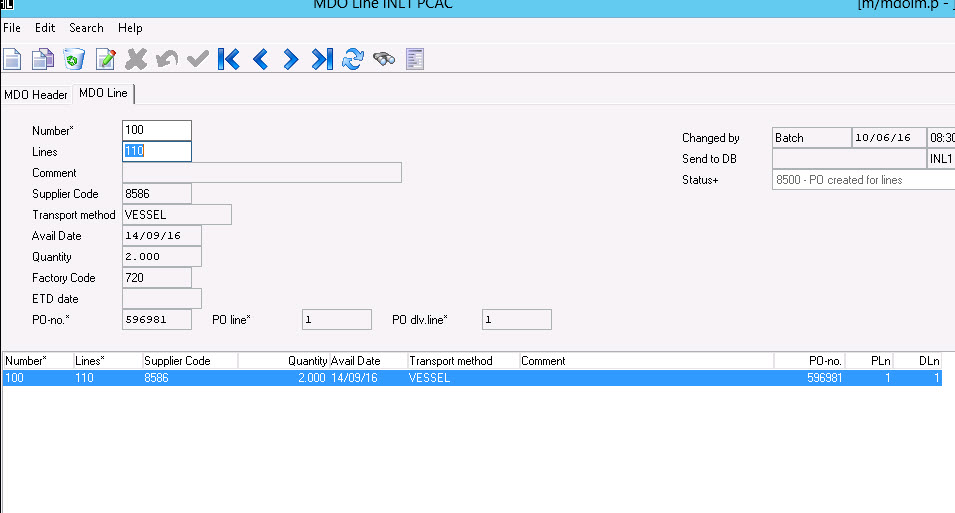 MDO Line INL1 PCAC [m/mdolm.p -
File Edit Search Help
MDO Header MDO Line
Number* 100
Lines 110
Comment
Supplier Code 8586
Transport method VESSEL
Avail Date 14/09/16
Quantity 2.000
Factory Code 720
ETD date
PO-no.* 596981 PO line* 1 PO dlv.line* 1
Changed by Batch 10/06/16 08:30
Send to DB INL1
Status+ 8500 - PO created for lines
Number* Lines* Supplier Code Quantity Avail Date Transport method Comment PO-no. PLn DLn
100 110 8586 2.000 14/09/16 VESSEL 596981 1 1